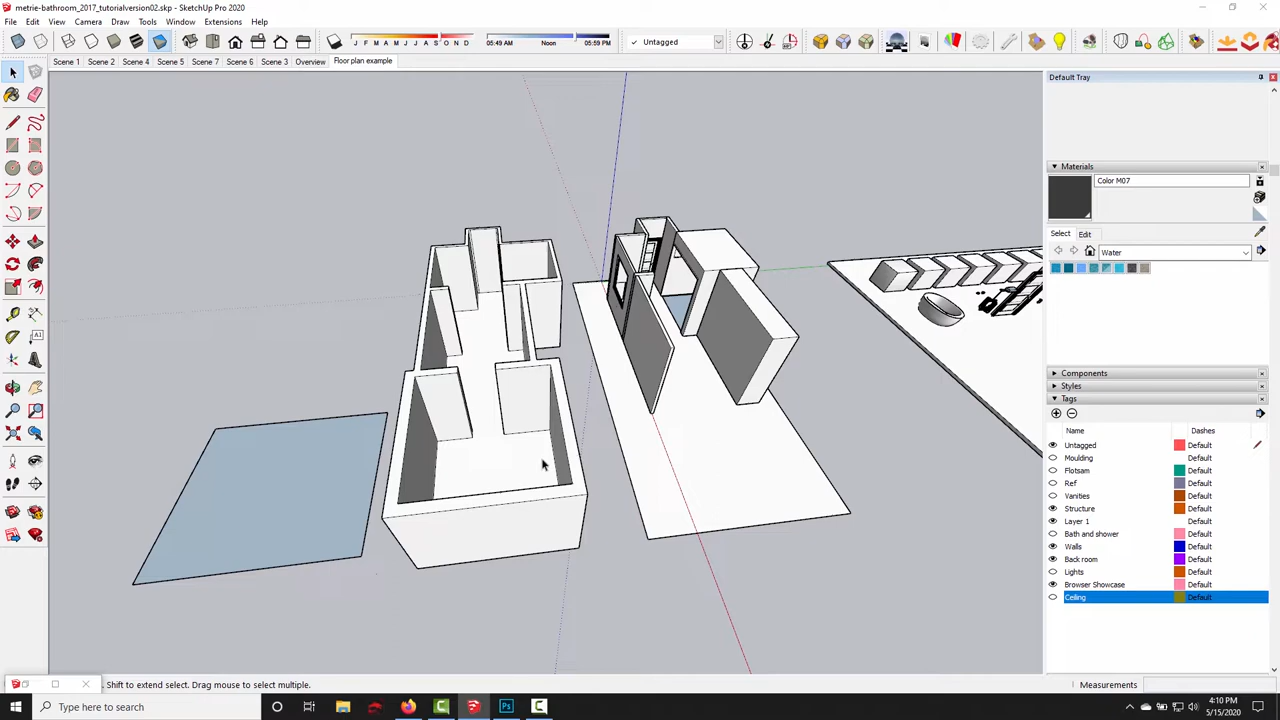 metrie-bathroom_2017_tutorialversion02.skp - SketchUp Pro 2020
File Edit View Camera Draw Tools Window Extensions Help
J F M A M J J A S O N D
05:49 AM Noon 05:59 PM
Untagged
Scene 1 Scene 2 Scene 4 Scene 5 Scene 7 Scene 6 Scene 3 Overview Floor plan example
Default Tray
Materials
Color M07
Select Edit
Water
Components
Styles
Tags
Name Dashes
Untagged Default
Moulding Default
Flotsam Default
Ref Default
Vanities Default
Structure Default
Layer 1 Default
Bath and shower Default
Walls Default
Back room Default
Lights Default
Browser Showcase Default
Ceiling Default
Shift to extend select. Drag mouse to select multiple.
Measurements
Type here to search
Ps
4:10 PM
5/15/2020